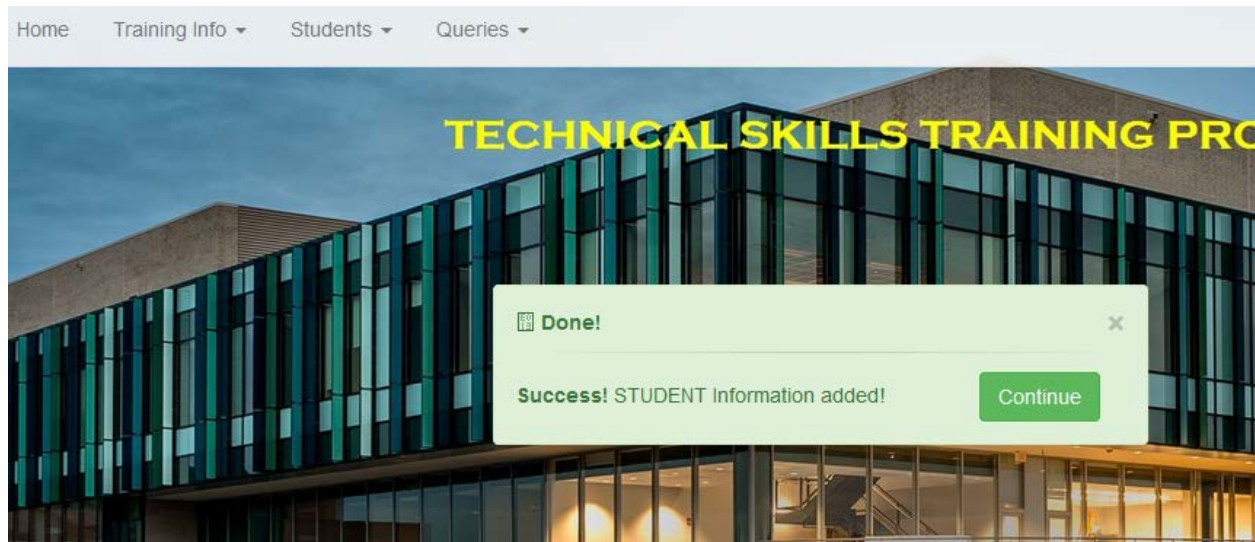 Home Training Info Students Queries
TECHNICAL SKILLS TRAINING PRO
Done! ×
Success! STUDENT Information added! Continue